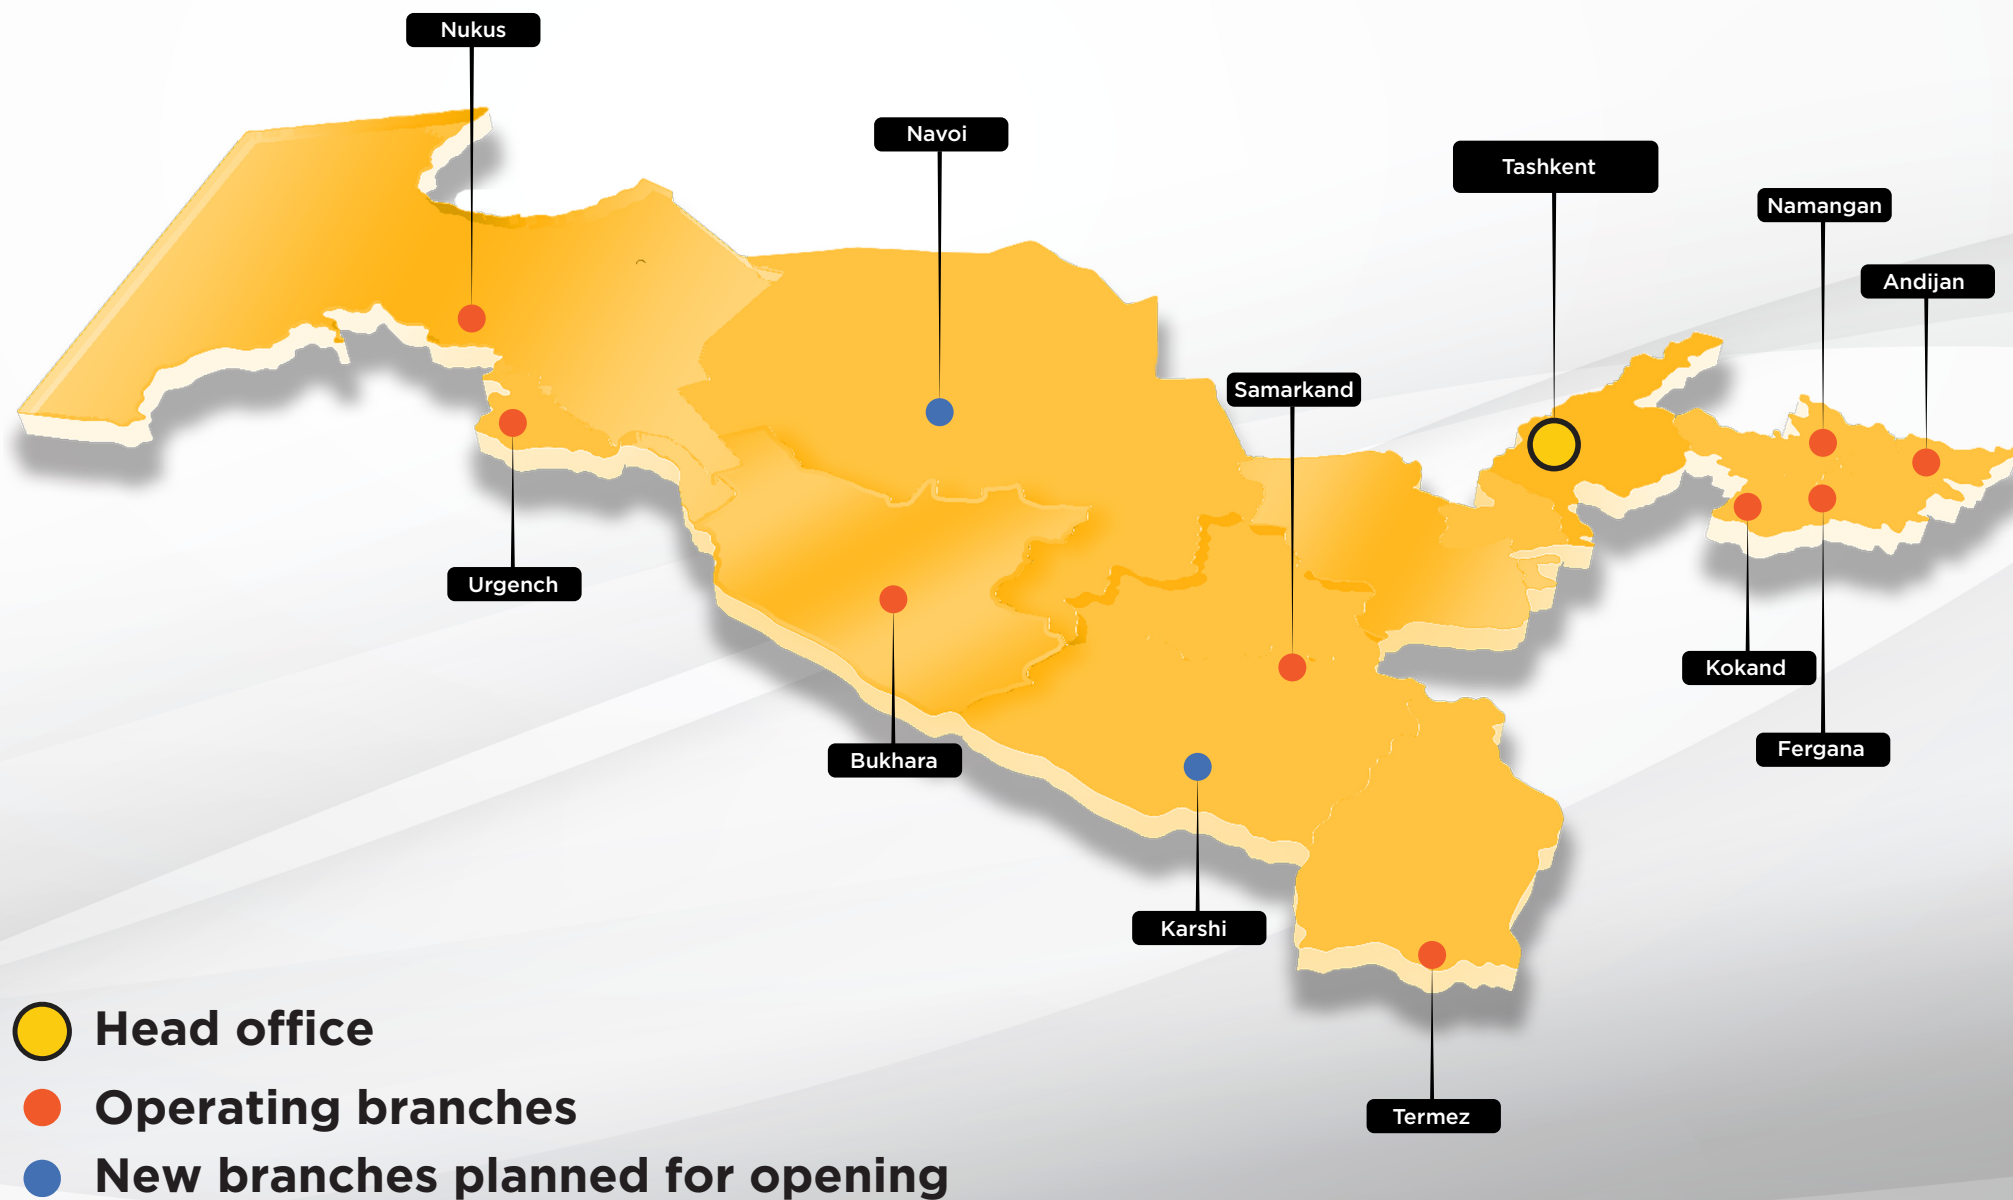 Nukus
Navoi
Tashkent
Namangan
Andijan
Samarkand
Urgench
Kokand
Fergana
Bukhara
Karshi
Termez
Head office
Operating branches
New branches planned for opening